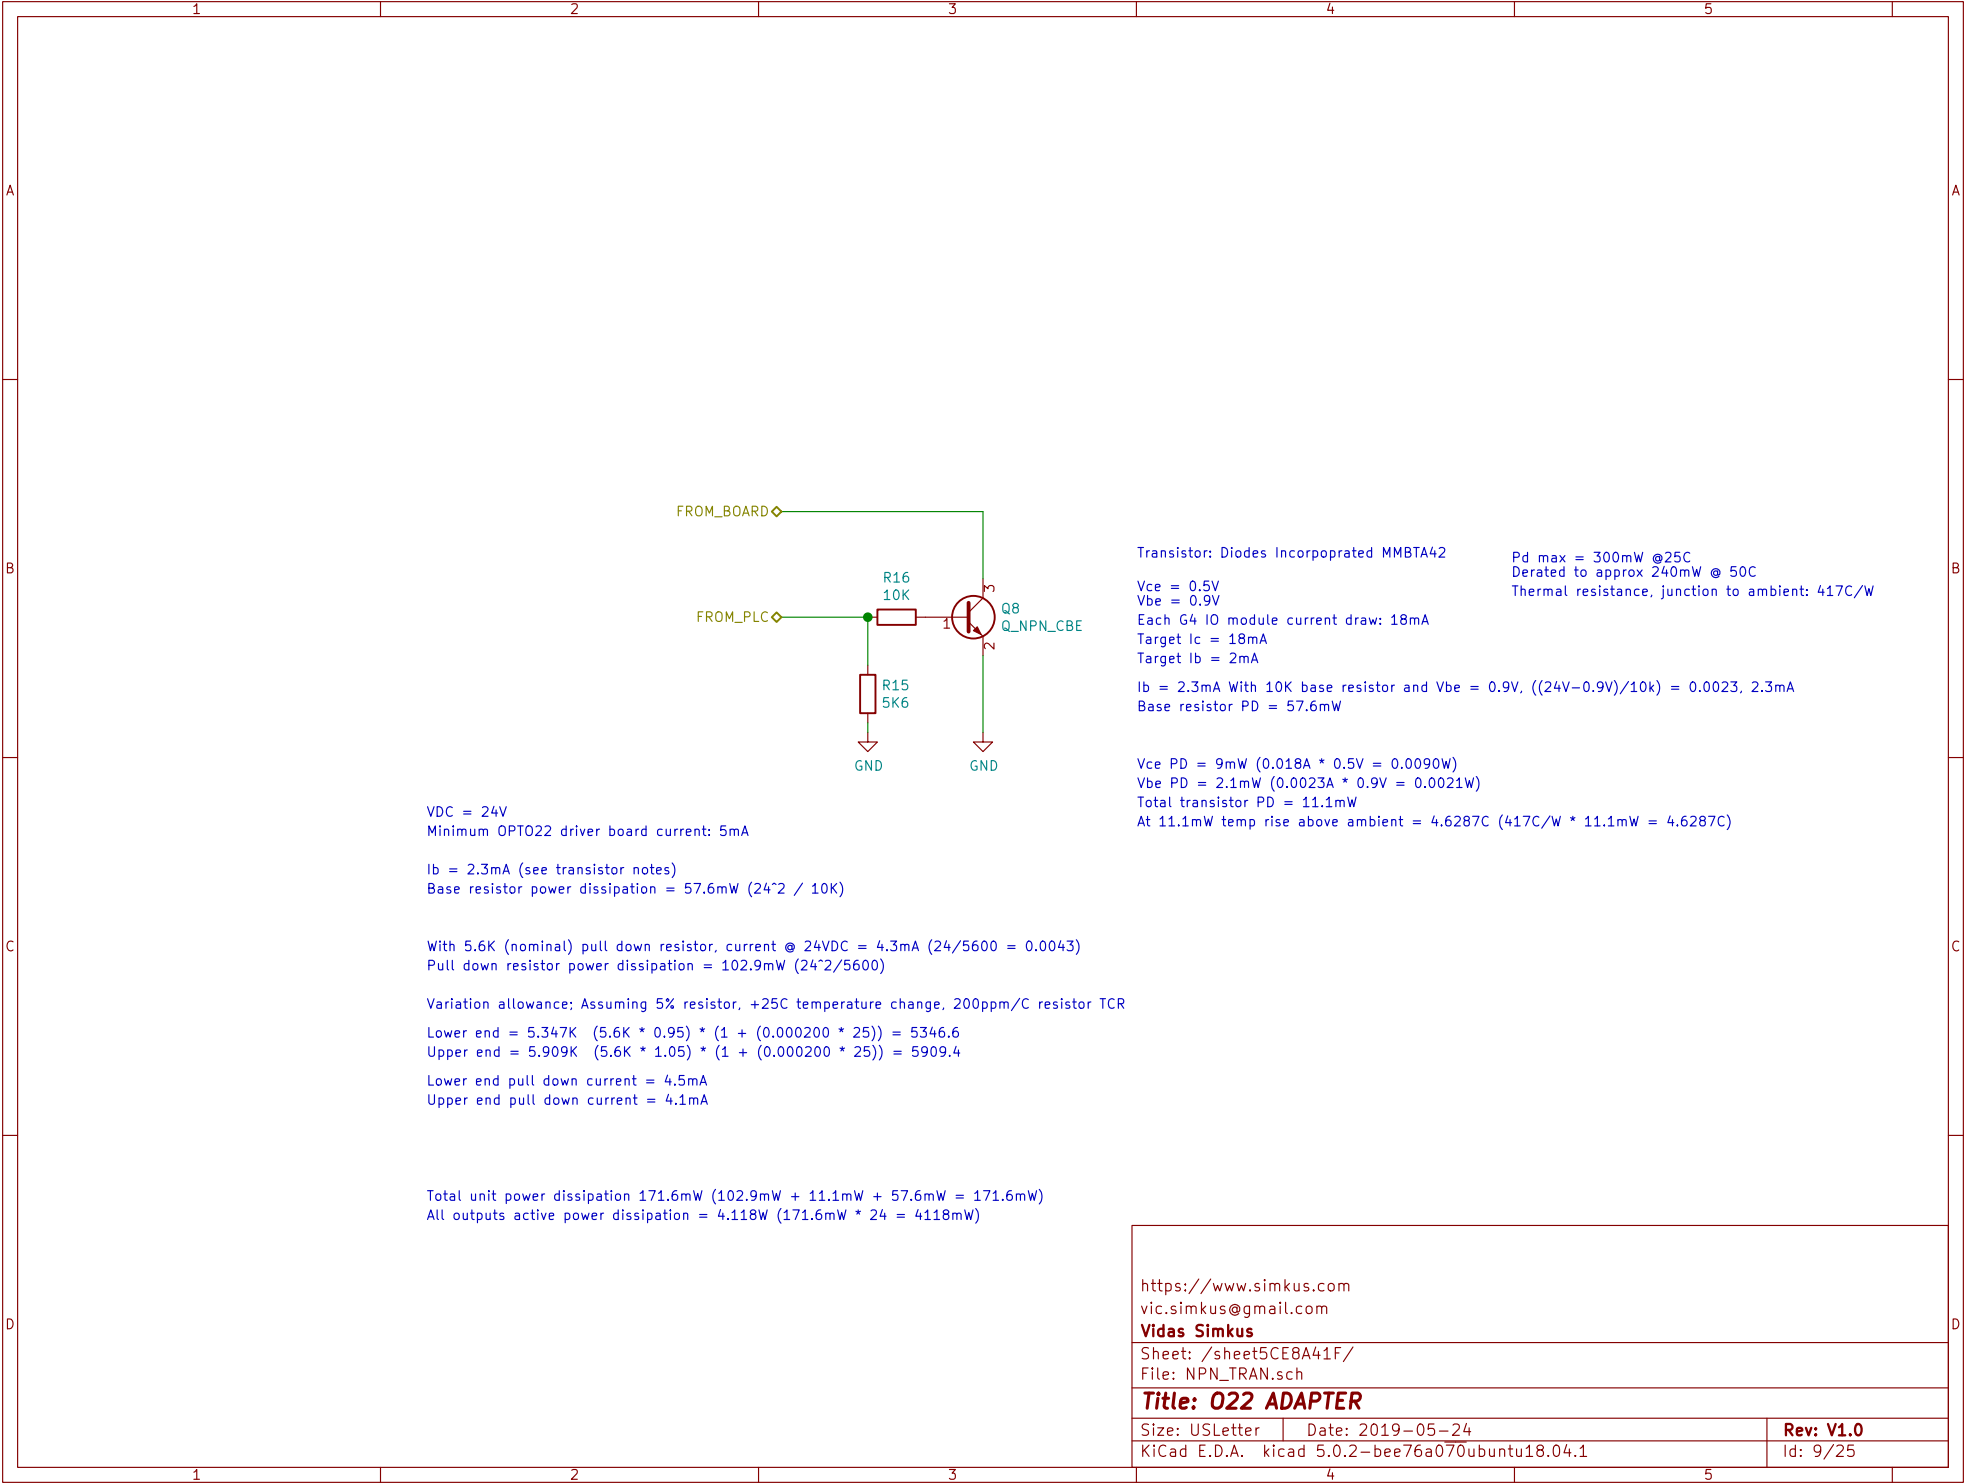 1 2 3 4 5
A A
B B
C C
D D
FROM_BOARD
FROM_PLC
R16
10K
1
3
2
Q8
Q_NPN_CBE
R15
5K6
GND
GND
Transistor: Diodes Incorpoprated MMBTA42
Pd max = 300mW @25C
Derated to approx 240mW @ 50C
Thermal resistance, junction to ambient: 417C/W
Vce = 0.5V
Vbe = 0.9V
Each G4 IO module current draw: 18mA
Target Ic = 18mA
Target Ib = 2mA
Ib = 2.3mA With 10K base resistor and Vbe = 0.9V, ((24V-0.9V)/10k) = 0.0023, 2.3mA
Base resistor PD = 57.6mW
Vce PD = 9mW (0.018A * 0.5V = 0.0090W)
Vbe PD = 2.1mW (0.0023A * 0.9V = 0.0021W)
Total transistor PD = 11.1mW
At 11.1mW temp rise above ambient = 4.6287C (417C/W * 11.1mW = 4.6287C)
VDC = 24V
Minimum OPTO22 driver board current: 5mA
Ib = 2.3mA (see transistor notes)
Base resistor power dissipation = 57.6mW (24^2 / 10K)
With 5.6K (nominal) pull down resistor, current @ 24VDC = 4.3mA (24/5600 = 0.0043)
Pull down resistor power dissipation = 102.9mW (24^2/5600)
Variation allowance; Assuming 5% resistor, +25C temperature change, 200ppm/C resistor TCR
Lower end = 5.347K (5.6K * 0.95) * (1 + (0.000200 * 25)) = 5346.6
Upper end = 5.909K (5.6K * 1.05) * (1 + (0.000200 * 25)) = 5909.4
Lower end pull down current = 4.5mA
Upper end pull down current = 4.1mA
Total unit power dissipation 171.6mW (102.9mW + 11.1mW + 57.6mW = 171.6mW)
All outputs active power dissipation = 4.118W (171.6mW * 24 = 4118mW)
https://www.simkus.com
vic.simkus@gmail.com
Vidas Simkus
Sheet: /sheet5CE8A41F/
File: NPN_TRAN.sch
Title: O22 ADAPTER
Size: USLetter Date: 2019-05-24 Rev: V1.0
KiCad E.D.A. kicad 5.0.2-bee76a070ubuntu18.04.1 Id: 9/25
1 2 3 4 5